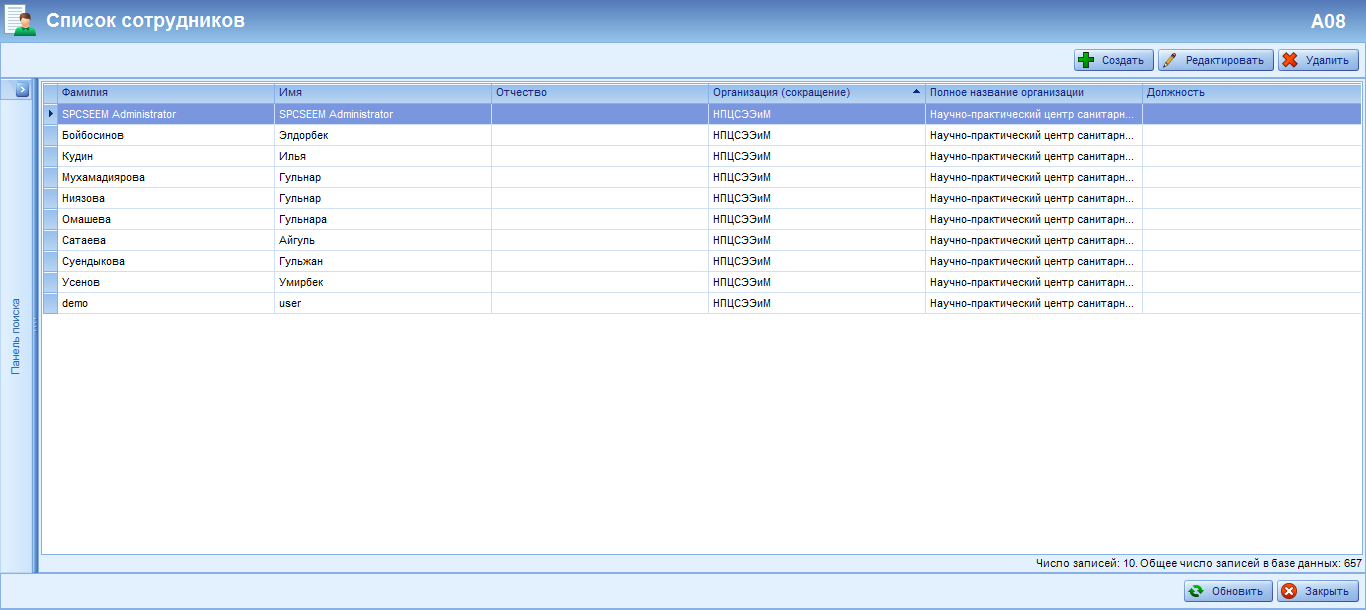 Список сотрудников A08
Создать Редактировать Удалить
Фамилия Имя Отчество Организация (сокращение) Полное название организации Должность
SPCSEEM Administrator SPCSEEM Administrator НПЦСЭЭиМ Научно-практический центр санитарн...
Бойбосинов Элдорбек НПЦСЭЭиМ Научно-практический центр санитарн...
Кудин Илья НПЦСЭЭиМ Научно-практический центр санитарн...
Мухамадиярова Гульнар НПЦСЭЭиМ Научно-практический центр санитарн...
Ниязова Гульнар НПЦСЭЭиМ Научно-практический центр санитарн...
Омашева Гульнара НПЦСЭЭиМ Научно-практический центр санитарн...
Сатаева Айгуль НПЦСЭЭиМ Научно-практический центр санитарн...
Суендыкова Гульжан НПЦСЭЭиМ Научно-практический центр санитарн...
Усенов Умирбек НПЦСЭЭиМ Научно-практический центр санитарн...
demo user НПЦСЭЭиМ Научно-практический центр санитарн...
Панель поиска
Число записей: 10. Общее число записей в базе данных: 657
Обновить Закрыть